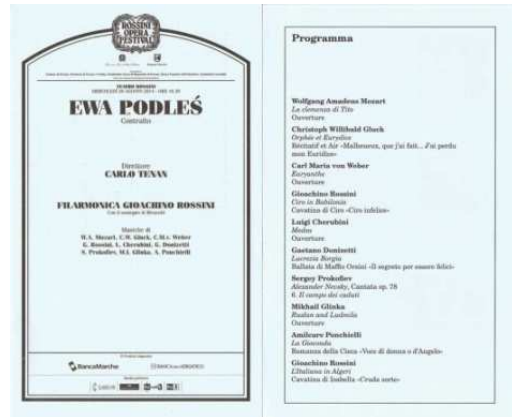 ROSSINI
OPERA
FESTIVAL
TEATRO ROSSINI
EWA PODLEŚ
Contralto
Direttore
CARLO TENAN
FILARMONICA GIOACHINO ROSSINI
Musiche di
W.A. Mozart, C.W. Gluck, C.M.v. Weber
G. Rossini, L. Cherubini, G. Donizetti
S. Prokofiev, M.I. Glinka, A. Ponchielli
BancaMarche
Programma
Wolfgang Amadeus Mozart
La clemenza di Tito
Ouverture
Christoph Willibald Gluck
Orphée et Eurydice
Récitatif et Air «Malheureux, que j'ai fait... J'ai perdu
mon Euridice»
Carl Maria von Weber
Euryanthe
Ouverture
Gioachino Rossini
Ciro in Babilonia
Cavatina di Ciro «Ciro infelice»
Luigi Cherubini
Medea
Ouverture
Gaetano Donizetti
Lucrezia Borgia
Ballata di Maffio Orsini «Il segreto per essere felici»
Sergey Prokofiev
Alexander Nevsky, Cantata op. 78
6. Il campo dei caduti
Mikhail Glinka
Ruslan and Ludmila
Ouverture
Amilcare Ponchielli
La Gioconda
Romanza della Cieca «Voce di donna o d'Angelo»
Gioachino Rossini
L'Italiana in Algeri
Cavatina di Isabella «Cruda sorte»